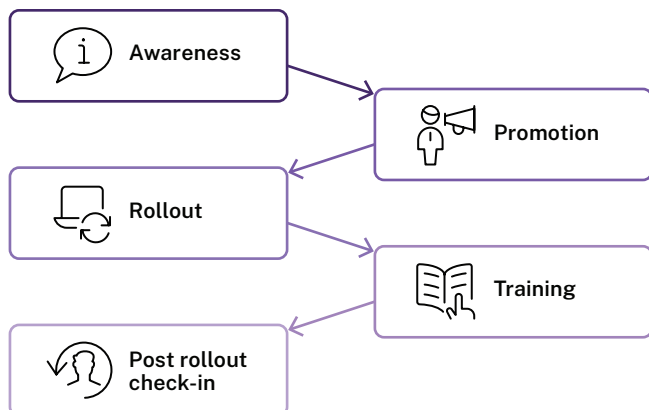 Awareness
Promotion
Rollout
Training
Post rollout
check-in